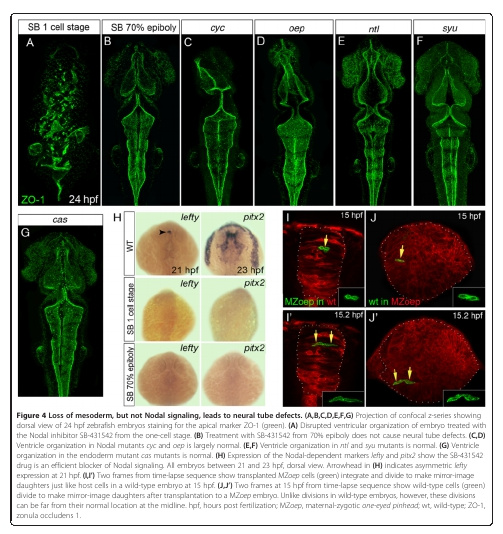 SB 1 cell stage SB 70% epiboly cyc oep ntl syu
A B C D E F
ZO-1 24 hpf
cas
G
H lefty pitx2
WT
21 hpf 23 hpf
lefty pitx2
SB 1 cell stage
lefty pitx2
SB 70% epiboly
I 15 hpf J 15 hpf
MZoep in wt wt in MZoep
I' 15.2 hpf J' 15.2 hpf
Figure 4 Loss of mesoderm, but not Nodal signaling, leads to neural tube defects. (A,B,C,D,E,F,G) Projection of confocal z-series showing
dorsal view of 24 hpf zebrafish embryos staining for the apical marker ZO-1 (green). (A) Disrupted ventricular organization of embryo treated with
the Nodal inhibitor SB-431542 from the one-cell stage. (B) Treatment with SB-431542 from 70% epiboly does not cause neural tube defects. (C,D)
Ventricle organization in Nodal mutants cyc and oep is largely normal. (E,F) Ventricle organization in ntl and syu mutants is normal. (G) Ventricle
organization in the endoderm mutant cas mutants is normal. (H) Expression of the Nodal-dependent markers lefty and pitx2 show the SB-431542
drug is an efficient blocker of Nodal signaling. All embryos between 21 and 23 hpf, dorsal view. Arrowhead in (H) indicates asymmetric lefty
expression at 21 hpf. (I,I') Two frames from time-lapse sequence show transplanted MZoep cells (green) integrate and divide to make mirror-image
daughters just like host cells in a wild-type embryo at 15 hpf. (J,J') Two frames at 15 hpf from time-lapse sequence show wild-type cells (green)
divide to make mirror-image daughters after transplantation to a MZoep embryo. Unlike divisions in wild-type embryos, however, these divisions
can be far from their normal location at the midline. hpf, hours post fertilization; MZoep, maternal-zygotic one-eyed pinhead; wt, wild-type; ZO-1,
zonula occludens 1.